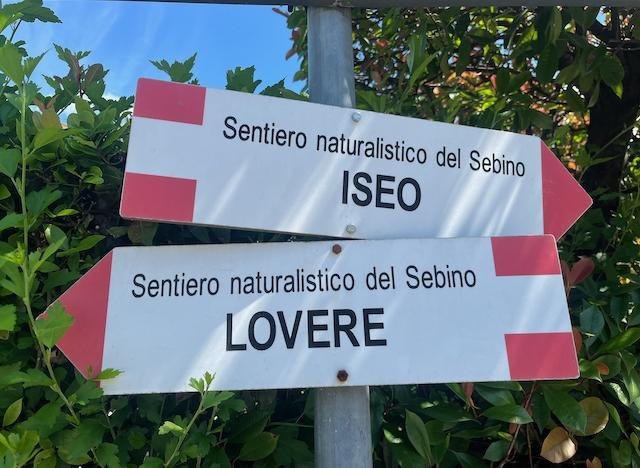 Sentiero naturalistico del Sebino
ISEO
Sentiero naturalistico del Sebino
LOVERE